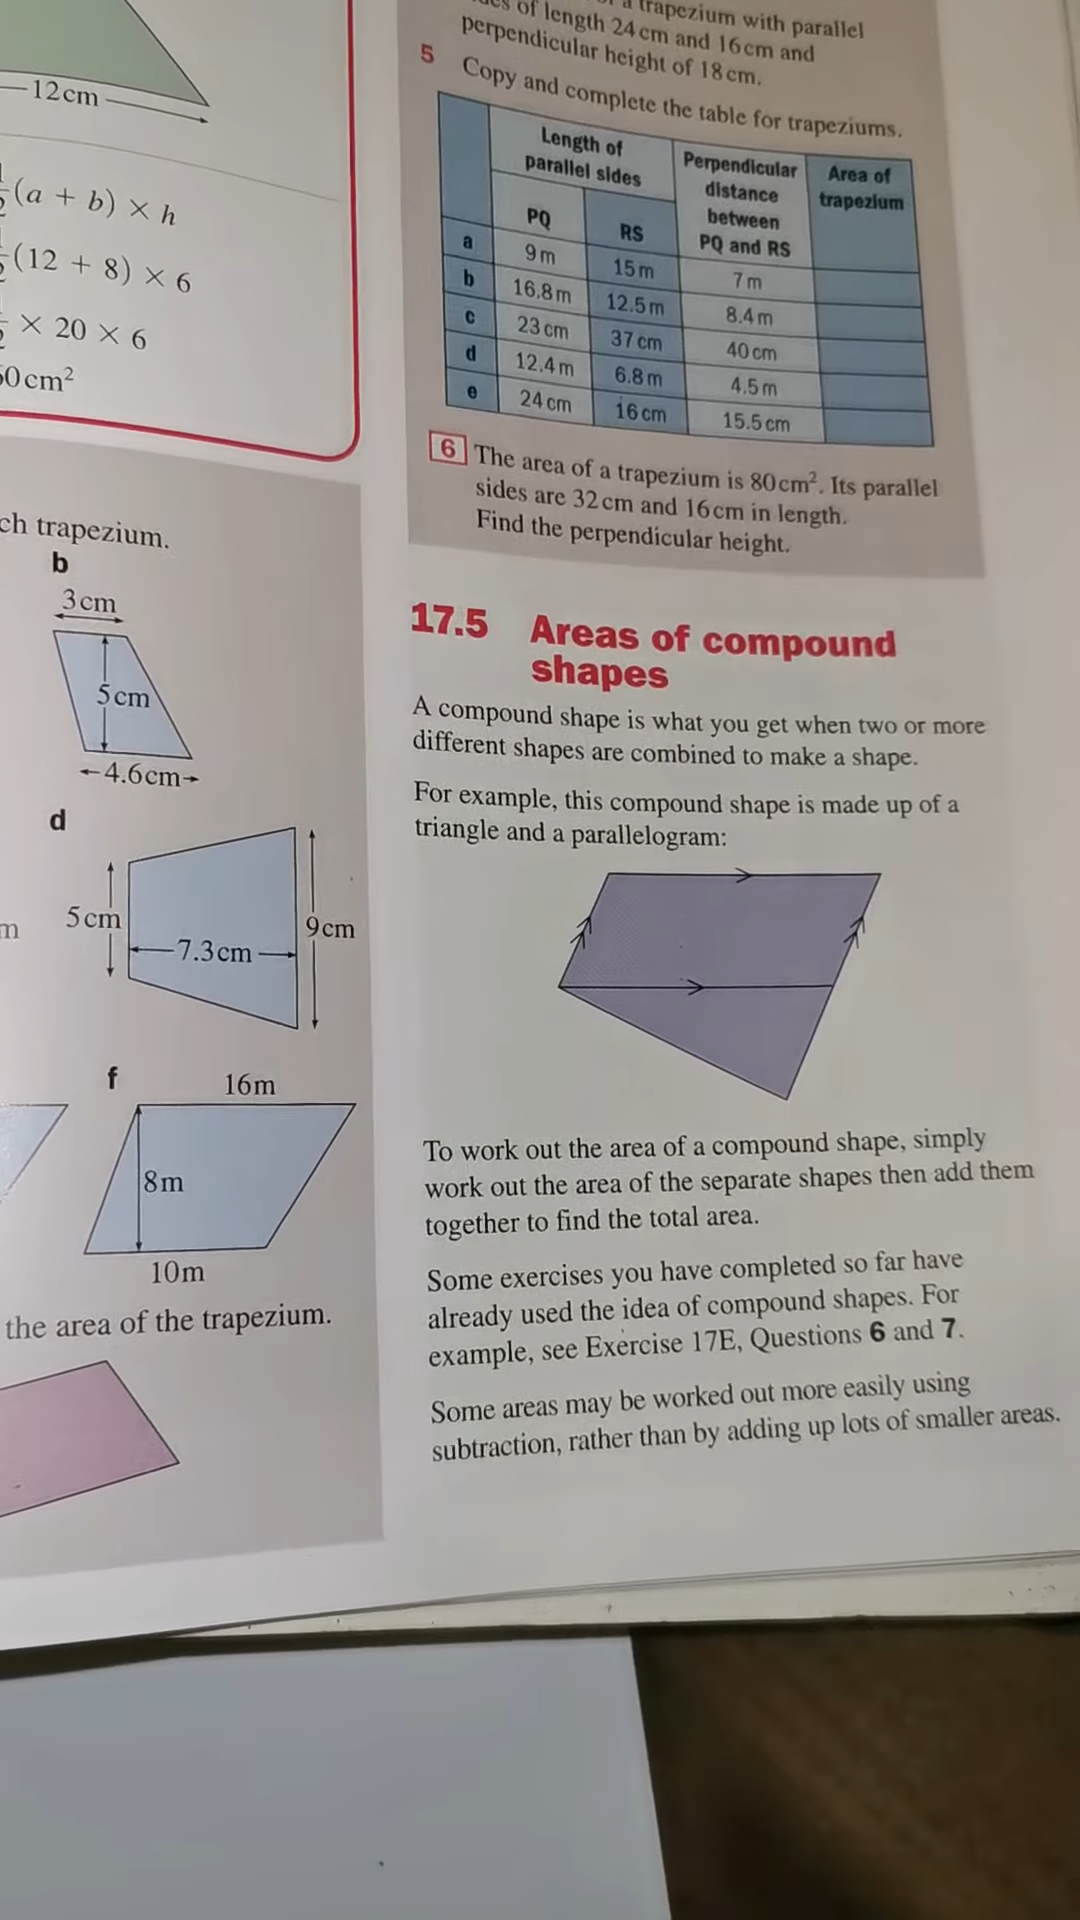 12cm
(a + b) × h
(12 + 8) × 6
× 20 × 6
60cm²
ch trapezium.
b
3cm
5cm
4.6cm
d
5cm
7.3cm
9cm
m
f
16m
8m
10m
the area of the trapezium.
a trapezium with parallel
of length 24cm and 16cm and
perpendicular height of 18cm.
5 Copy and complete the table for trapeziums.
Length of parallel sides
Perpendicular distance between PQ and RS
Area of trapezium
PQ RS
a 9m 15m 7m
b 16.8m 12.5m 8.4m
c 23cm 37cm 40cm
d 12.4m 6.8m 4.5m
e 24cm 16cm 15.5cm
6 The area of a trapezium is 80cm². Its parallel
sides are 32cm and 16cm in length.
Find the perpendicular height.
17.5 Areas of compound
shapes
A compound shape is what you get when two or more
different shapes are combined to make a shape.
For example, this compound shape is made up of a
triangle and a parallelogram:
To work out the area of a compound shape, simply
work out the area of the separate shapes then add them
together to find the total area.
Some exercises you have completed so far have
already used the idea of compound shapes. For
example, see Exercise 17E, Questions 6 and 7.
Some areas may be worked out more easily using
subtraction, rather than by adding up lots of smaller areas.